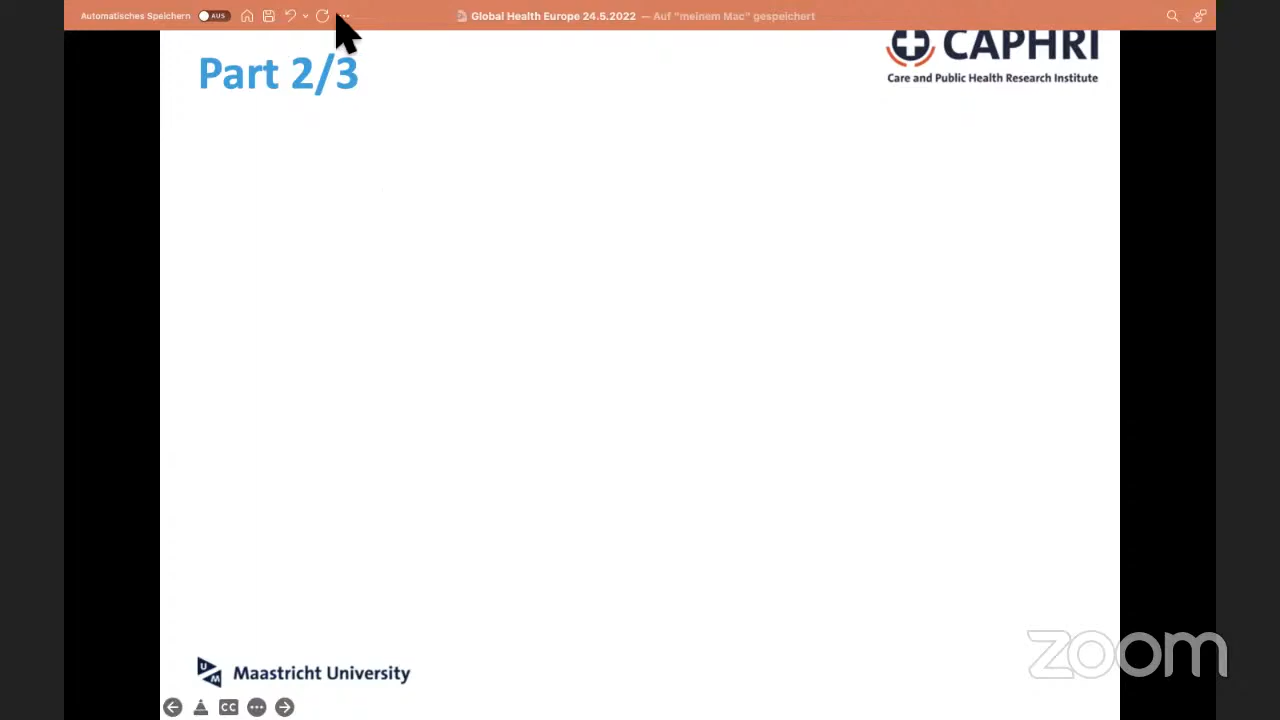 Automatisches Speichern AUS Global Health Europe 24.5.2022 — Auf "meinem Mac" gespeichert
CAPHRI
Care and Public Health Research Institute
Part 2/3
UM Maastricht University
zoom
CC